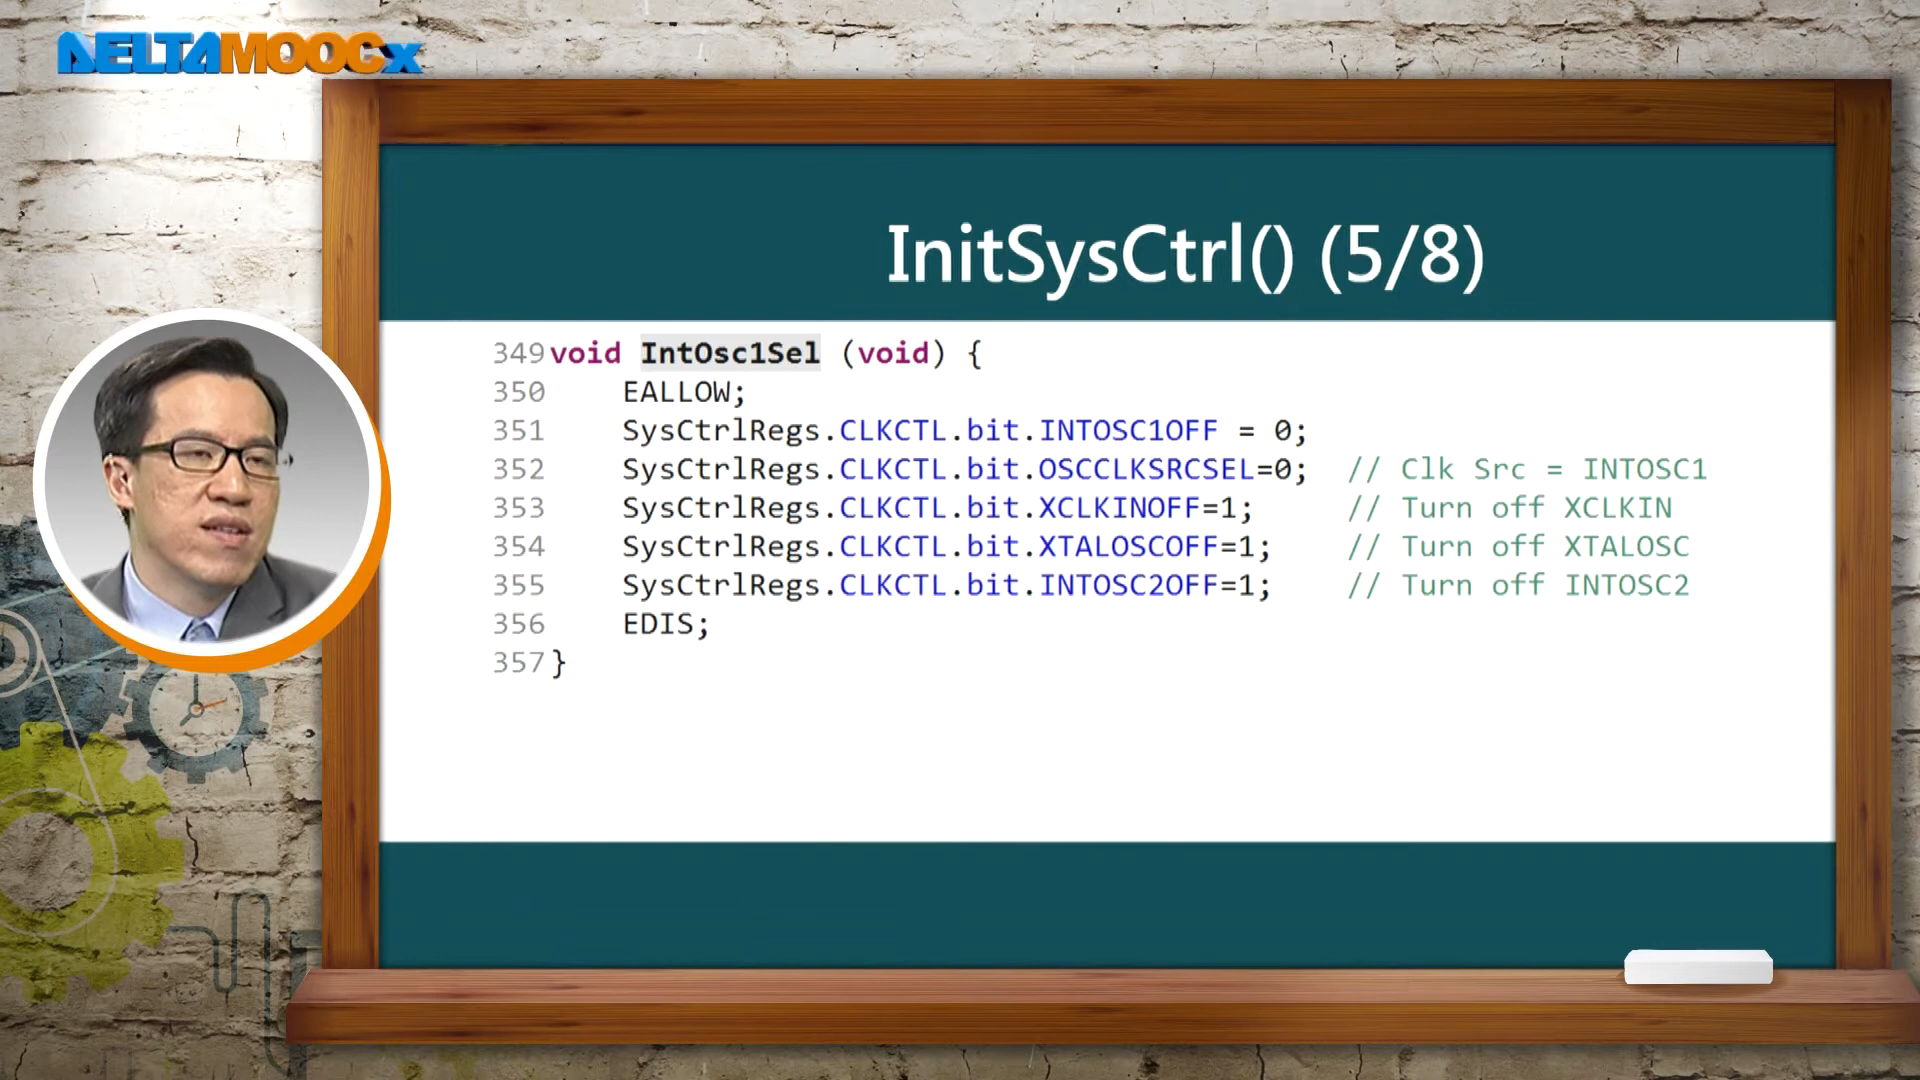 DELTAMOOCx
InitSysCtrl() (5/8)
349 void IntOsc1Sel (void) {
350 EALLOW;
351 SysCtrlRegs.CLKCTL.bit.INTOSC1OFF = 0;
352 SysCtrlRegs.CLKCTL.bit.OSCCLKSRCSEL=0; // Clk Src = INTOSC1
353 SysCtrlRegs.CLKCTL.bit.XCLKINOFF=1; // Turn off XCLKIN
354 SysCtrlRegs.CLKCTL.bit.XTALOSCOFF=1; // Turn off XTALOSC
355 SysCtrlRegs.CLKCTL.bit.INTOSC2OFF=1; // Turn off INTOSC2
356 EDIS;
357 }